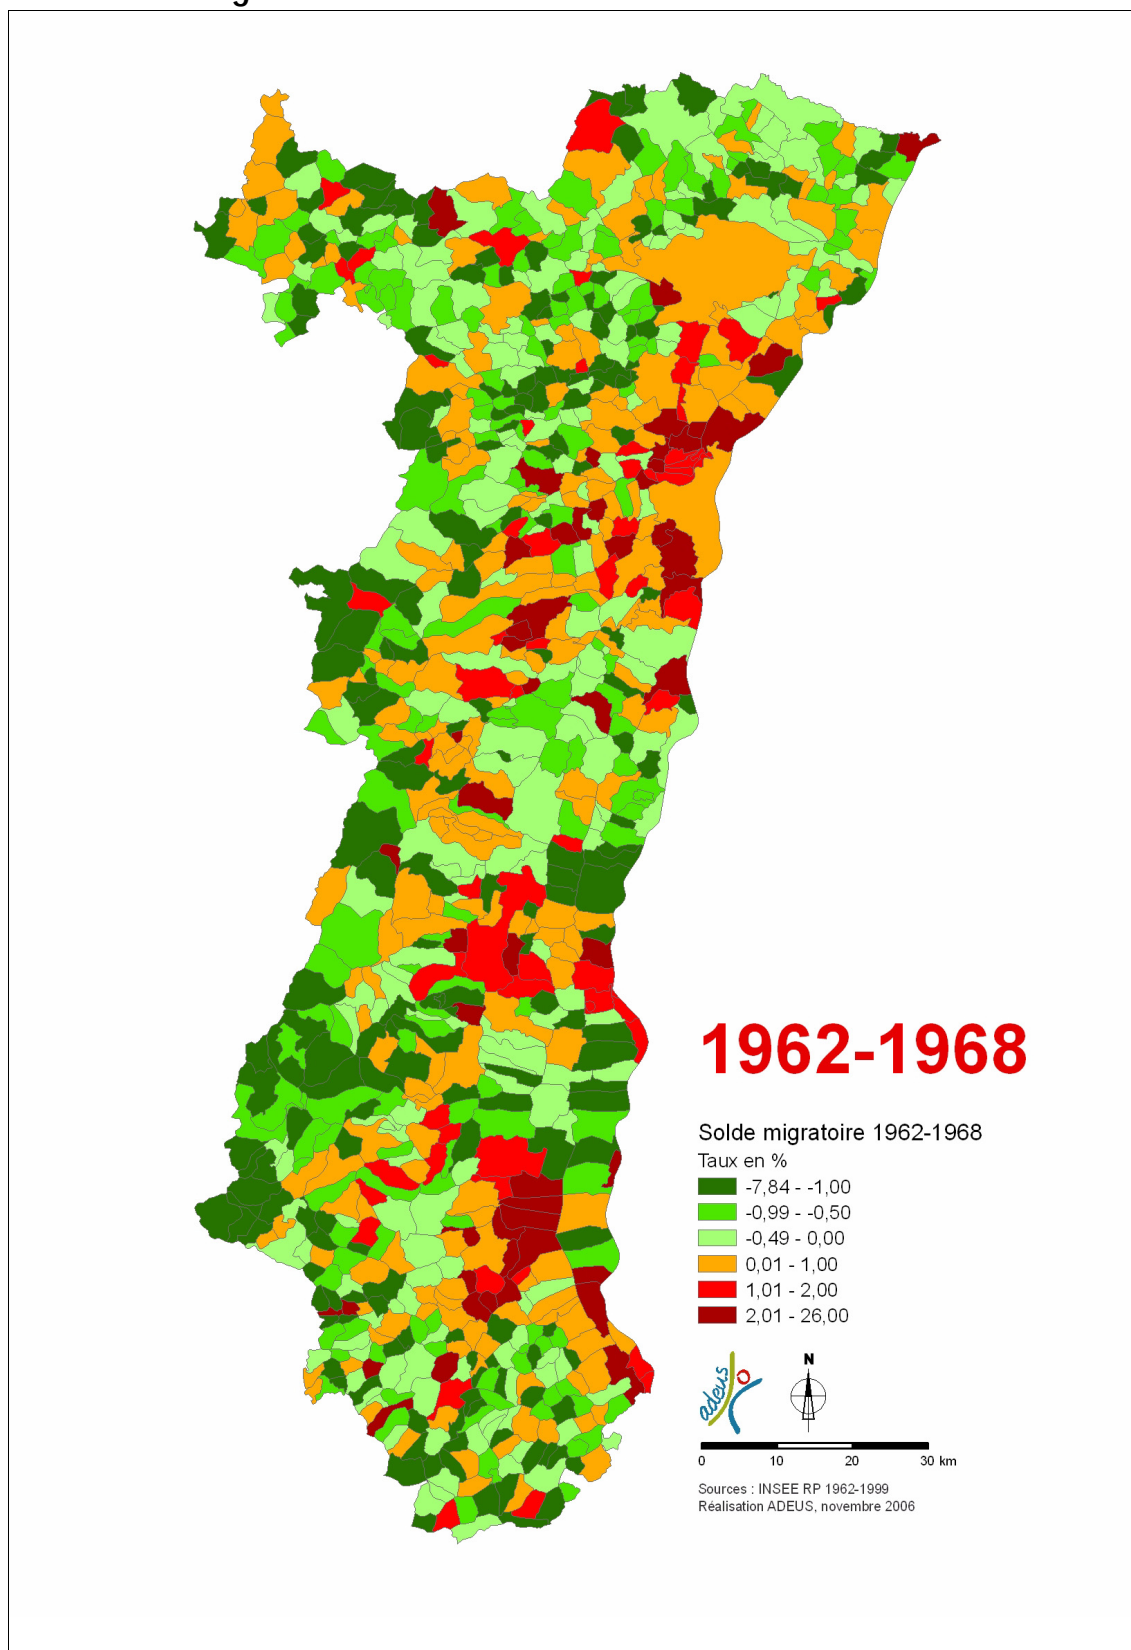 1962-1968
Solde migratoire 1962-1968
Taux en %
-7,84 - -1,00
-0,99 - -0,50
-0,49 - 0,00
0,01 - 1,00
1,01 - 2,00
2,01 - 26,00
adeus
N
0 10 20 30 km
Sources : INSEE RP 1962-1999
Réalisation ADEUS, novembre 2006